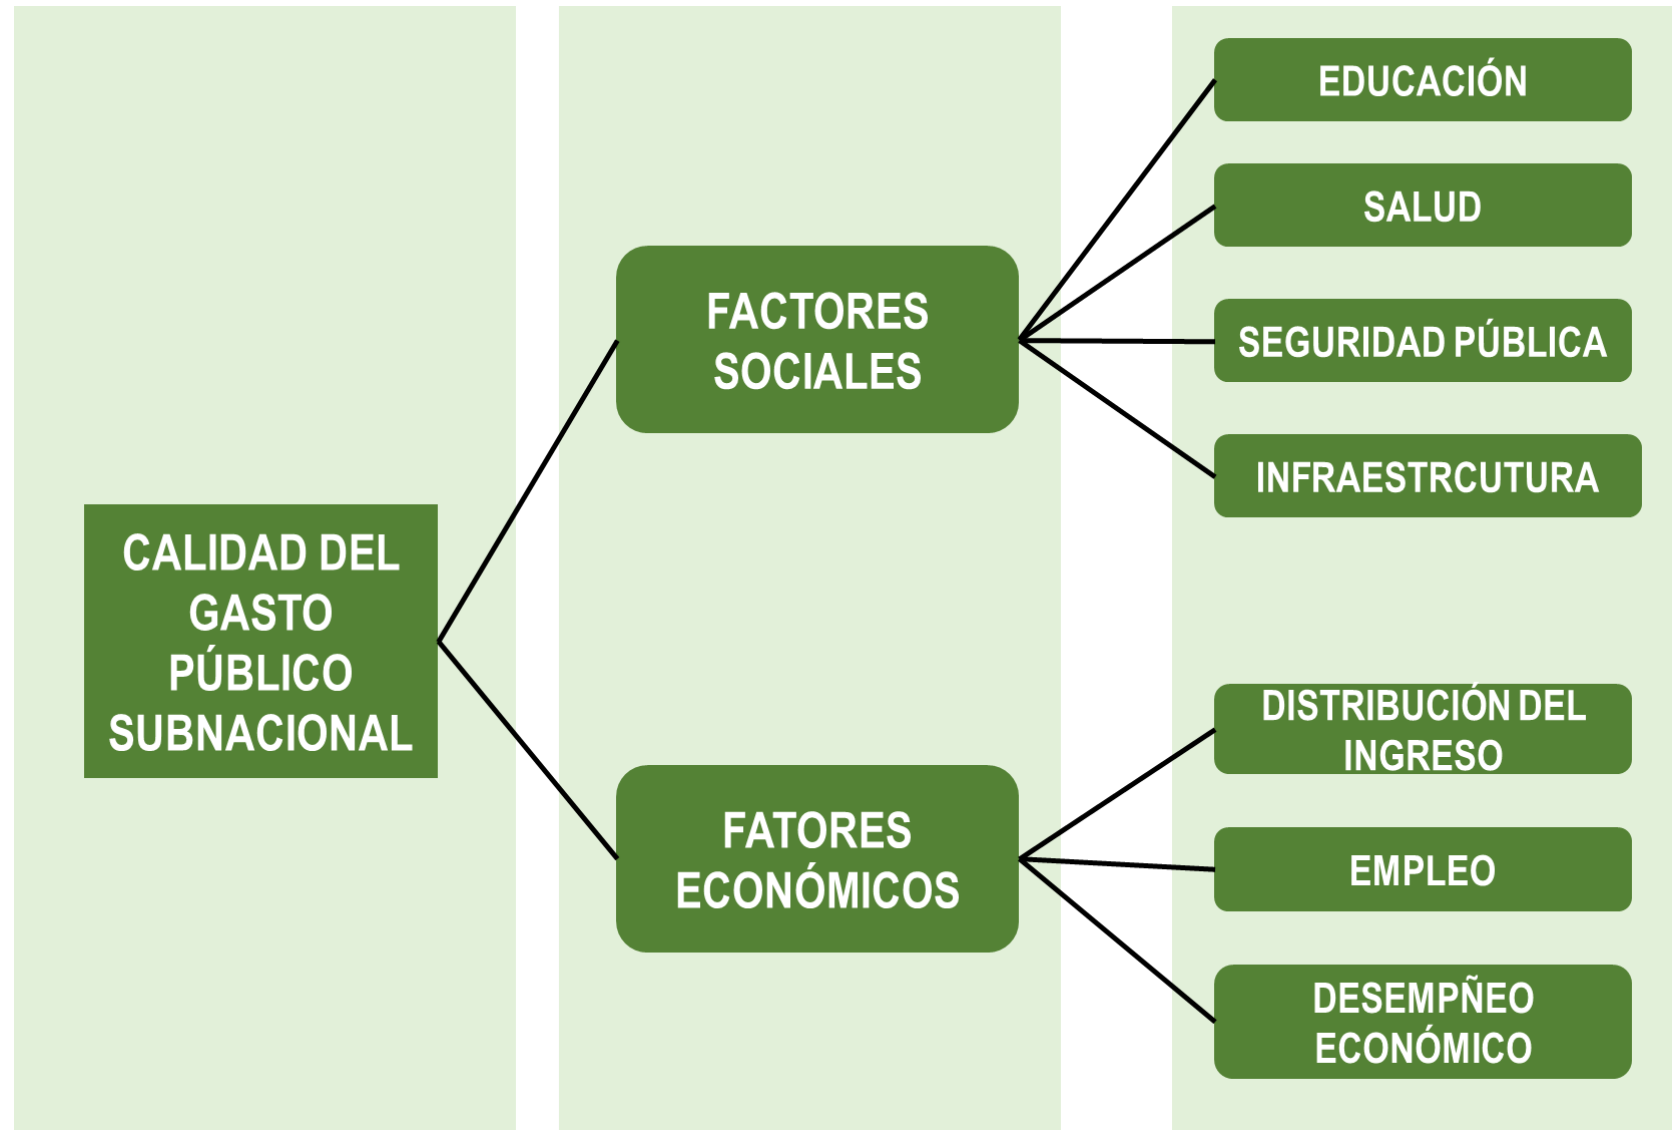 CALIDAD DEL
GASTO
PÚBLICO
SUBNACIONAL
FACTORES
SOCIALES
FATORES
ECONÓMICOS
EDUCACIÓN
SALUD
SEGURIDAD PÚBLICA
INFRAESTRCUTURA
DISTRIBUCIÓN DEL
INGRESO
EMPLEO
DESEMPÑEO
ECONÓMICO